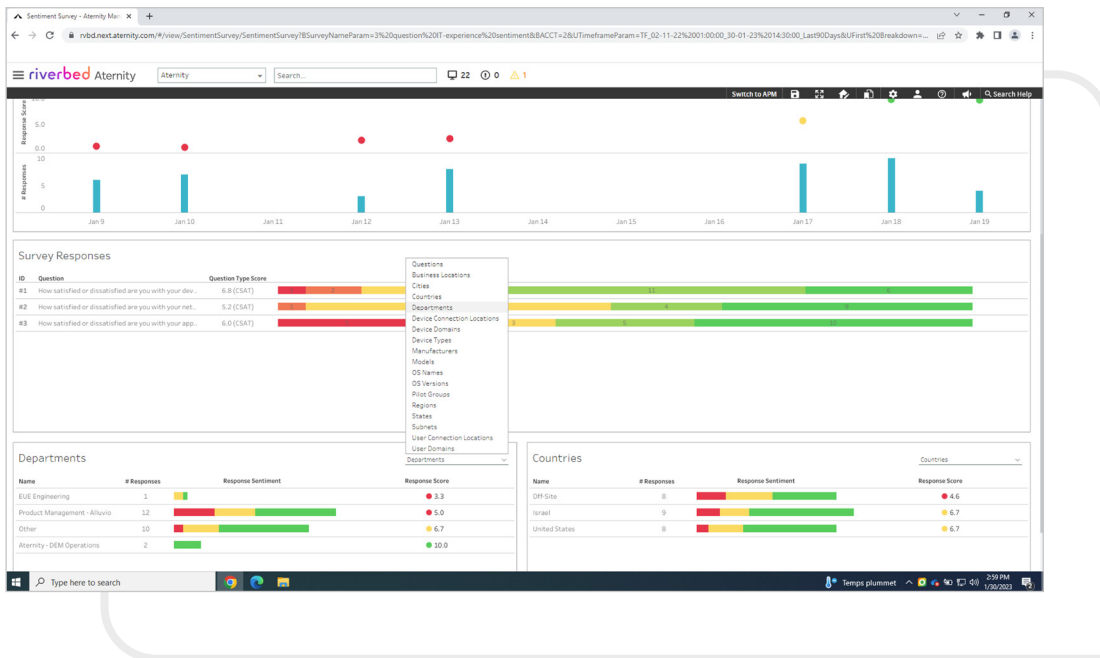 Sentiment Survey - Aternity Man
rvbd.next.aternity.com/#/view/SentimentSurvey/SentimentSurvey?BSurveyNameParam=3%20question%20IT-experience%20sentiment&BACCT=2&UTimeframeParam=TF_02-11-22%2001:00:00_30-01-23%2014:30:00_Last90Days&UFirst%20Breakdown=...
riverbed Aternity
Aternity
Search...
22 0 1
Switch to APM
Search Help
Response Score
5.0
0.0
# Responses
10
5
0
Jan 9 Jan 10 Jan 11 Jan 12 Jan 13 Jan 14 Jan 15 Jan 16 Jan 17 Jan 18 Jan 19
Survey Responses
ID Question Question Type Score
#1 How satisfied or dissatisfied are you with your dev.. 6.8 (CSAT) 2 11 6
#2 How satisfied or dissatisfied are you with your net.. 5.2 (CSAT) 1 4 9
#3 How satisfied or dissatisfied are you with your app.. 6.0 (CSAT) 3 5 10
Questions
Business Locations
Cities
Countries
Departments
Device Connection Locations
Device Domains
Device Types
Manufacturers
Models
OS Names
OS Versions
Pilot Groups
Regions
States
Subnets
User Connection Locations
User Domains
Departments
Departments
Name # Responses Response Sentiment Response Score
EUE Engineering 1 3.3
Product Management - Alluvio 12 5.0
Other 10 6.7
Aternity - DEM Operations 2 10.0
Countries
Countries
Name # Responses Response Sentiment Response Score
Off-Site 8 4.6
Israel 9 6.7
United States 8 6.7
Type here to search
Temps plummet
2:59 PM
1/30/2023
2